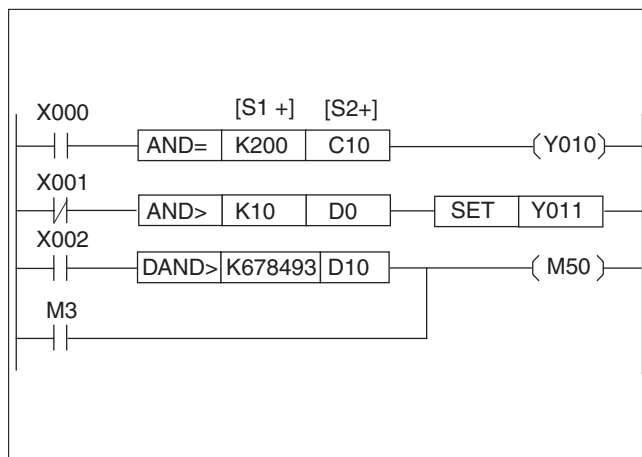 [S1 +] [S2+]
X000
AND= K200 C10 (Y010)
X001
AND> K10 D0 SET Y011
X002
DAND> K678493 D10 (M50)
M3